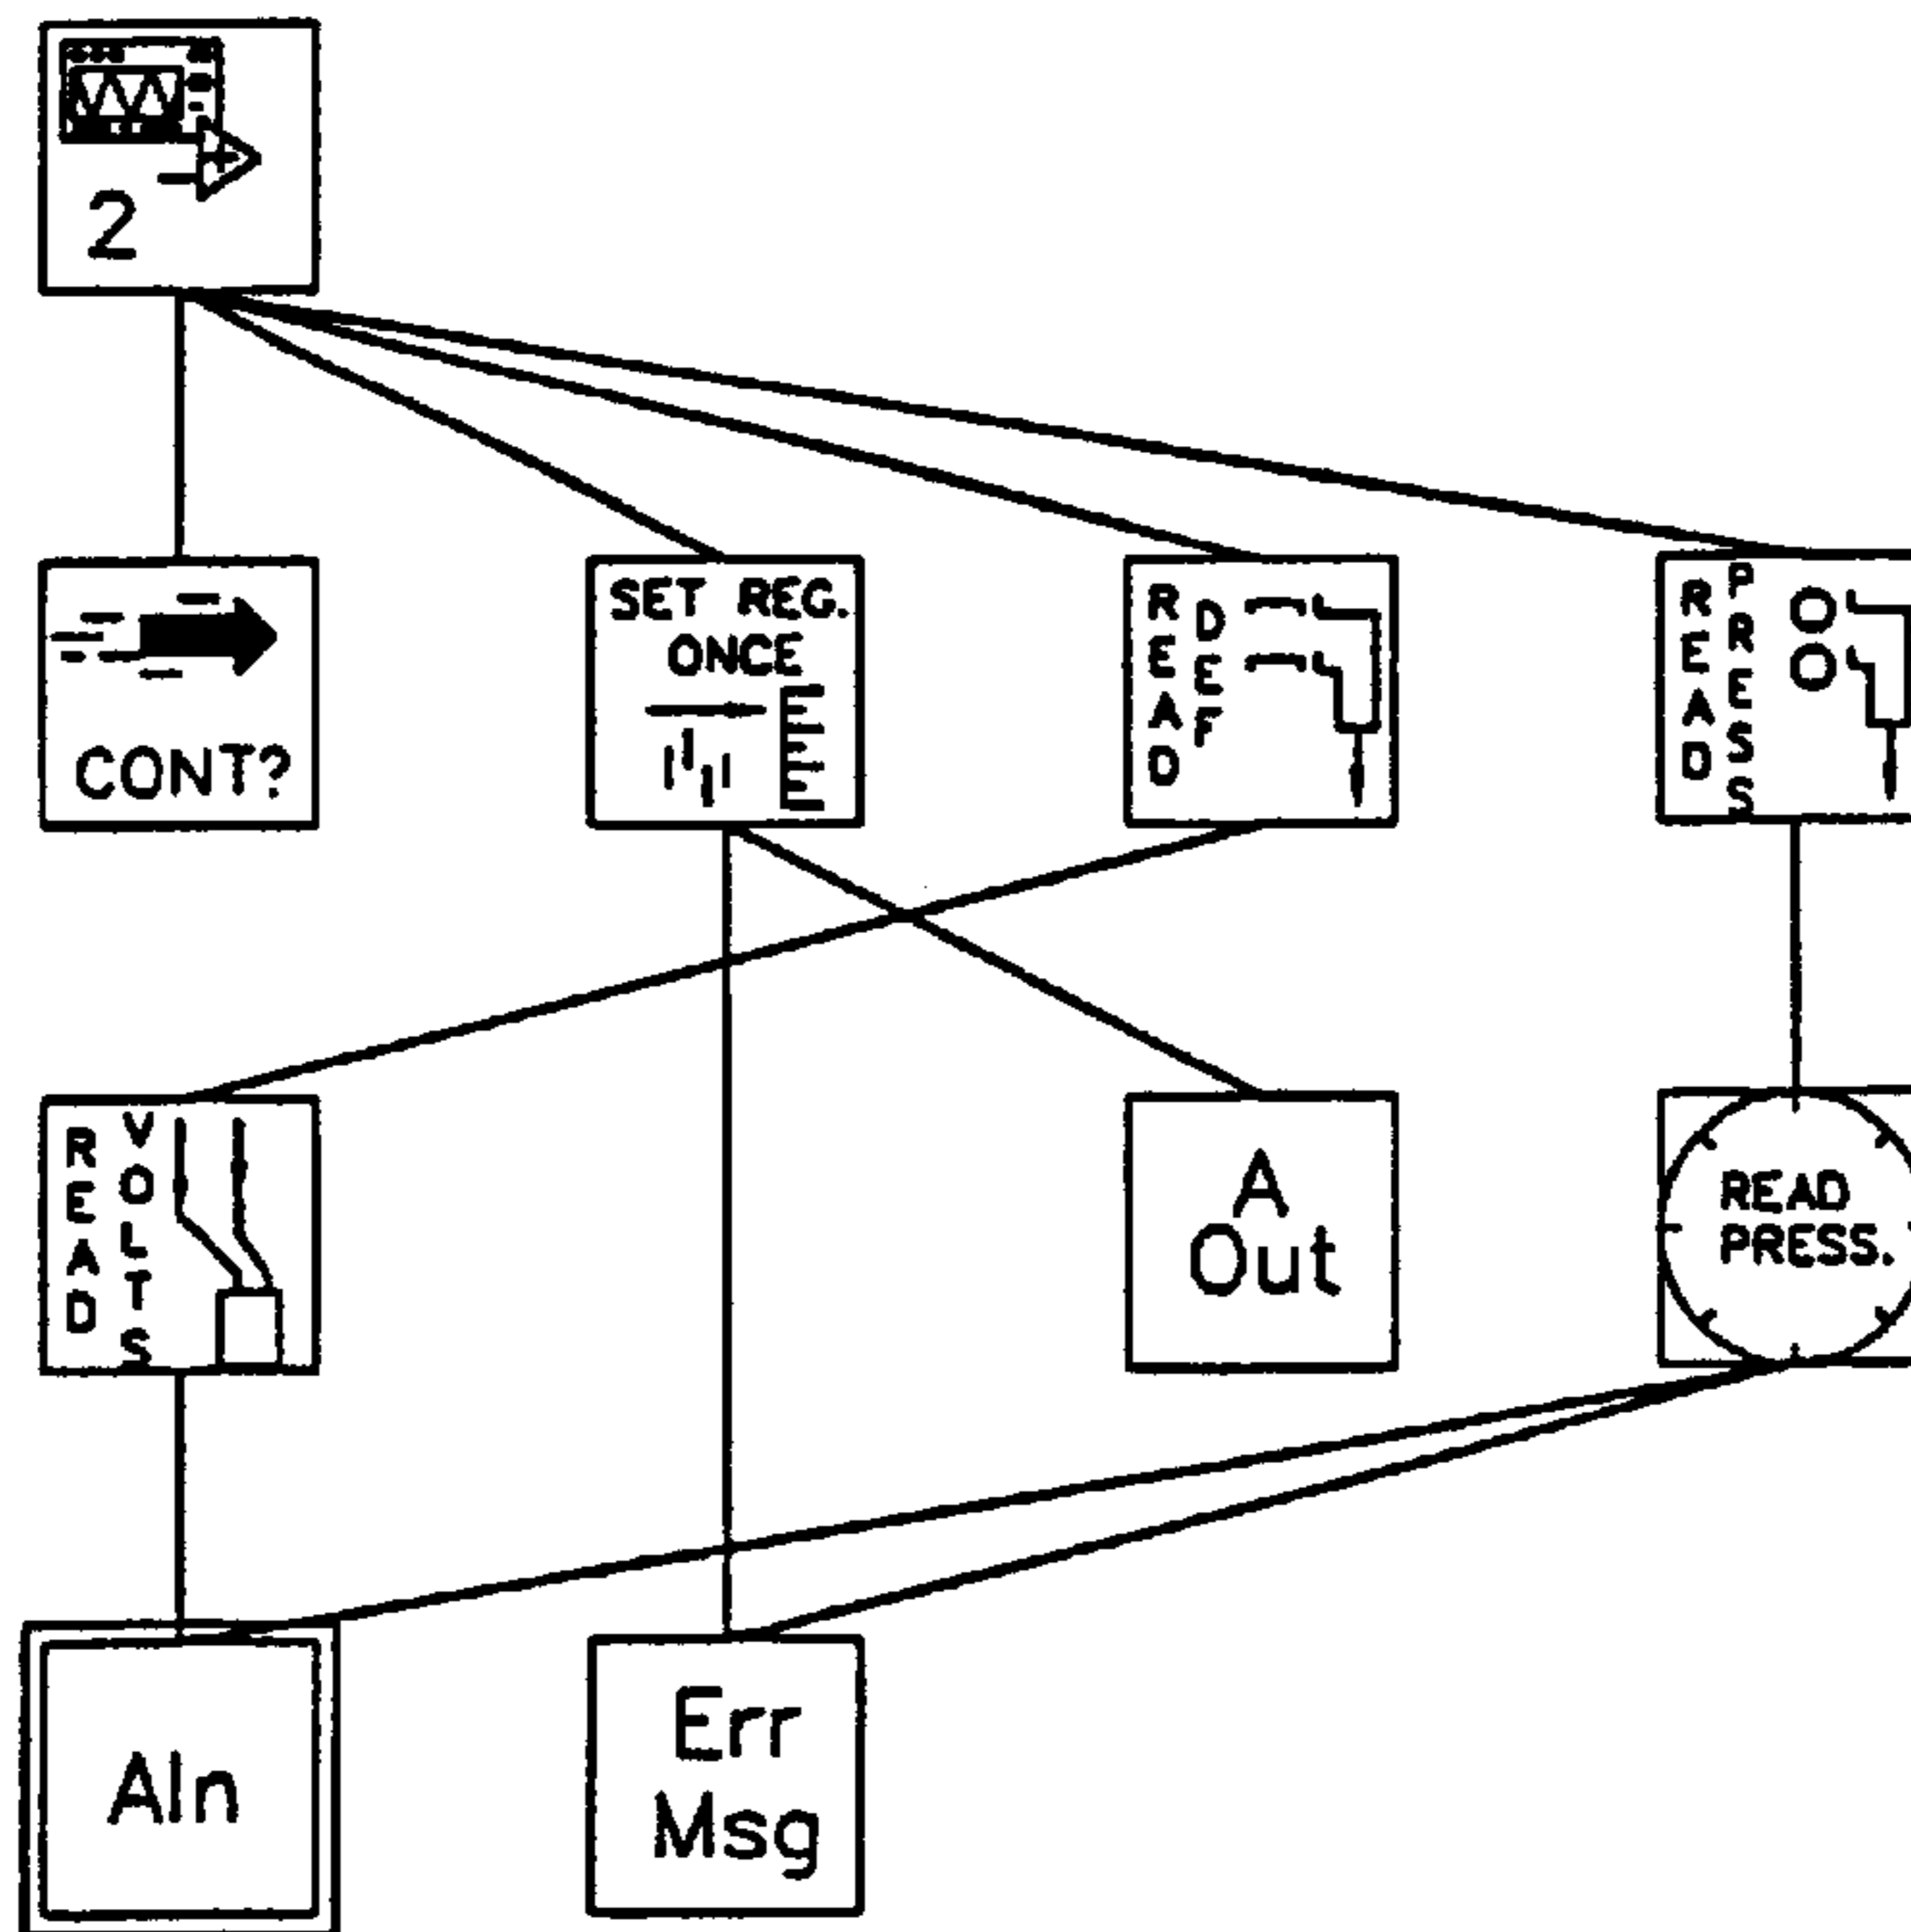 2
CONT?
SET REG.
ONCE
READ
DEF
READ
PRESS
READ
VOLTS
A
Out
READ
PRESS.
AIn
Err
Msg